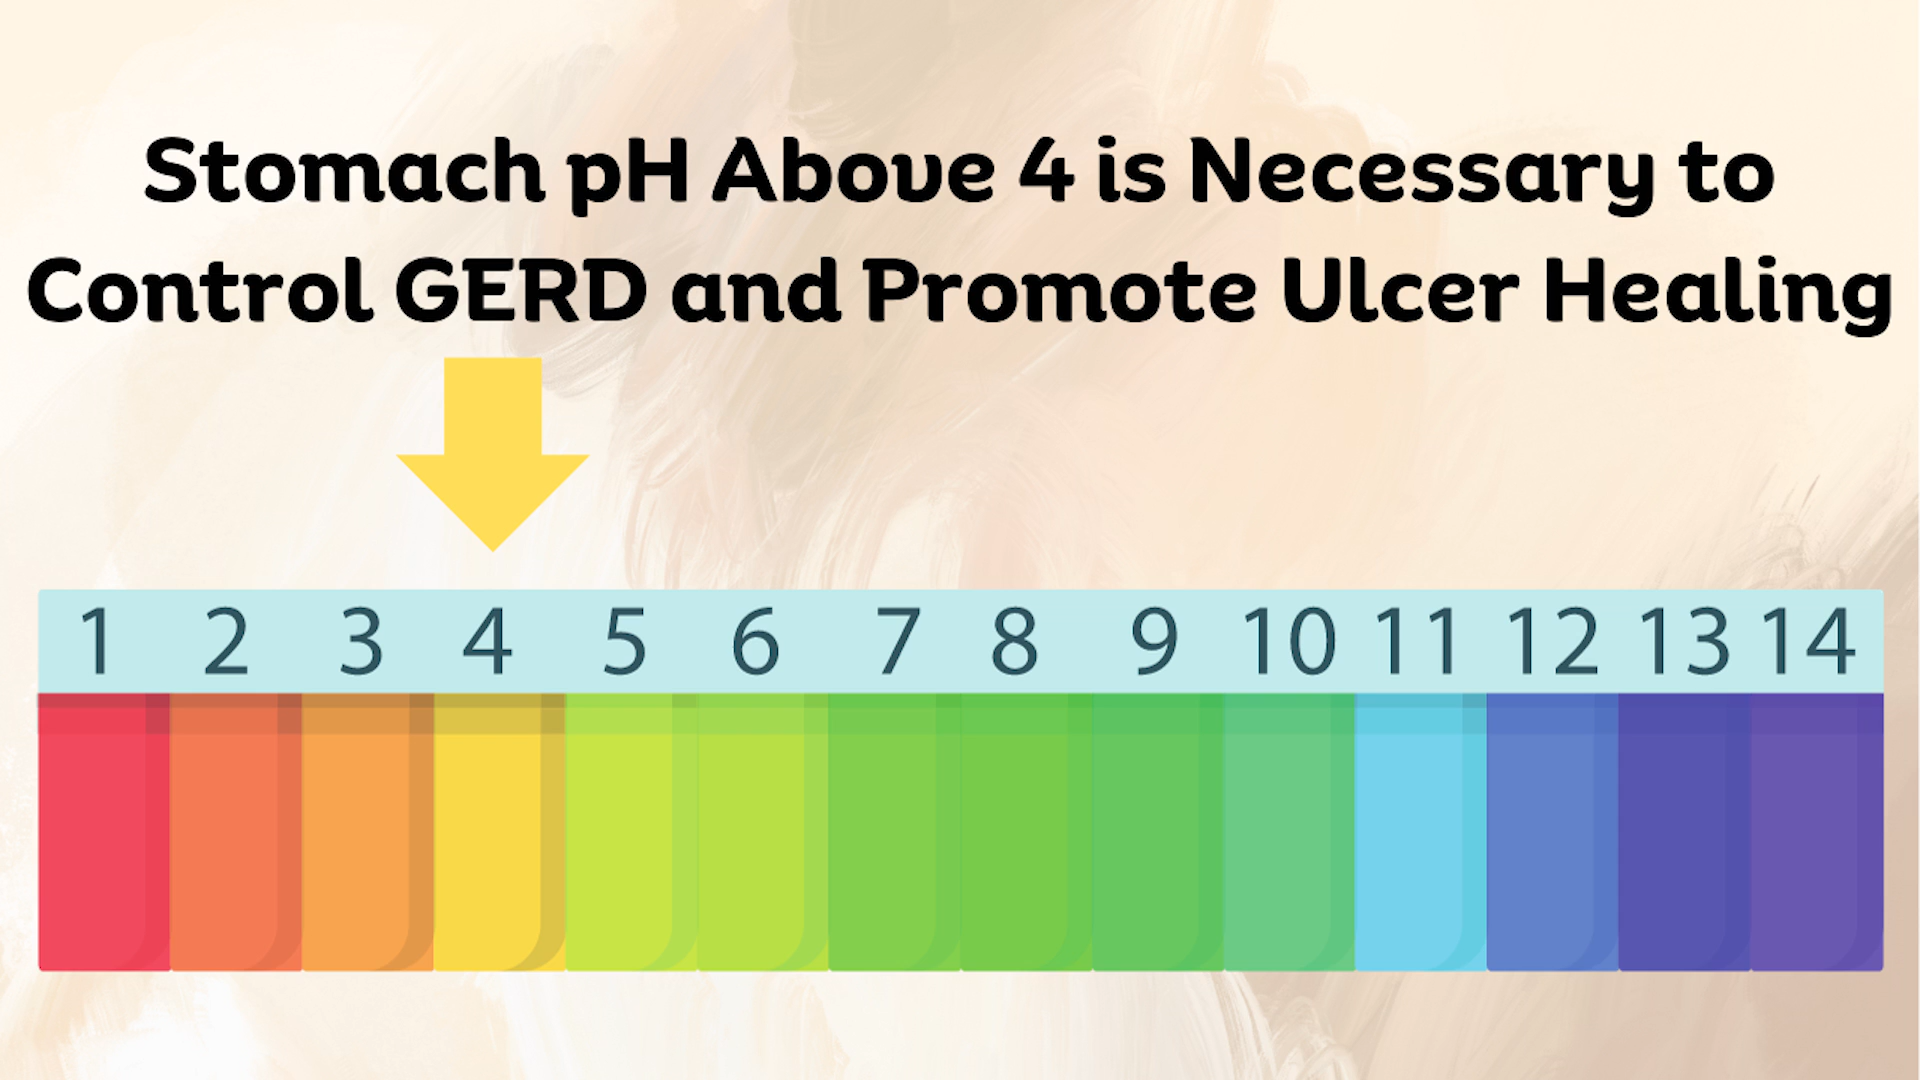 Stomach pH Above 4 is Necessary to
Control GERD and Promote Ulcer Healing
1 2 3 4 5 6 7 8 9 10 11 12 13 14